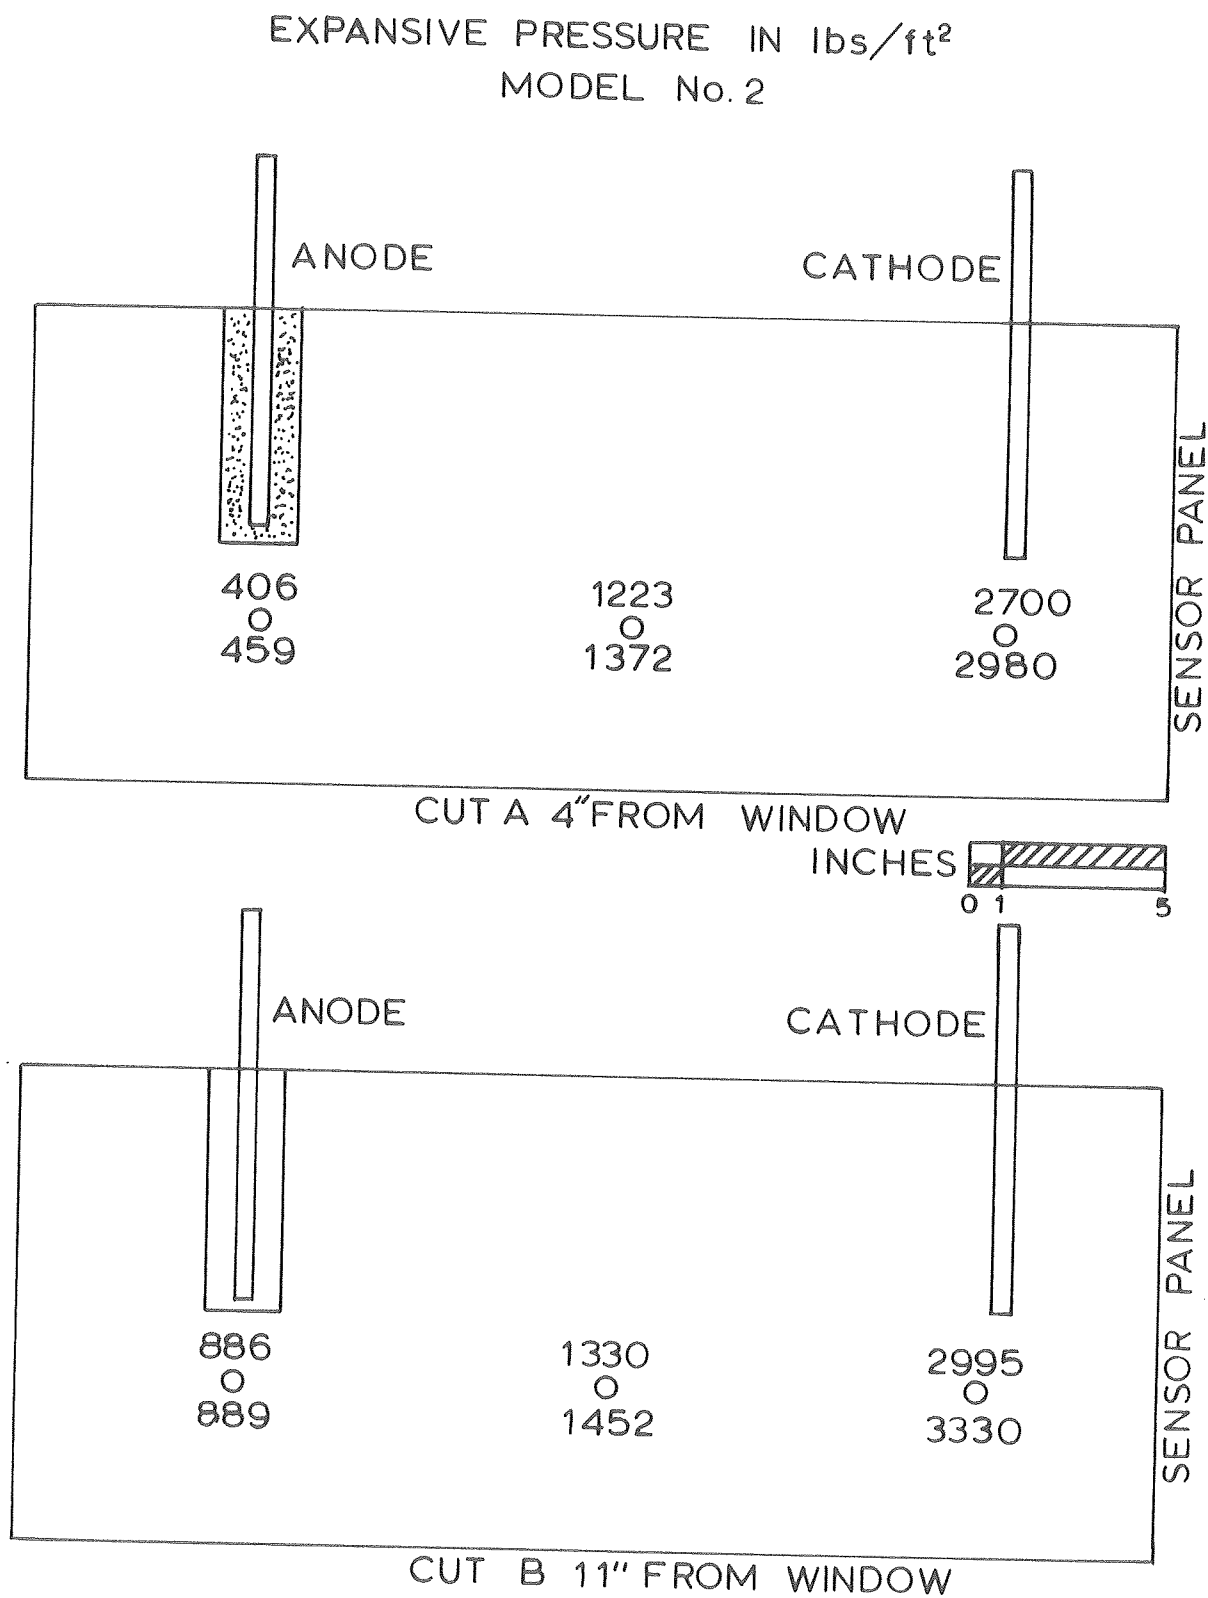 EXPANSIVE PRESSURE IN lbs/ft²
MODEL No. 2
ANODE
CATHODE
SENSOR PANEL
406
459
1223
1372
2700
2980
CUT A 4" FROM WINDOW
INCHES
0 1 5
ANODE
CATHODE
SENSOR PANEL
886
889
1330
1452
2995
3330
CUT B 11" FROM WINDOW